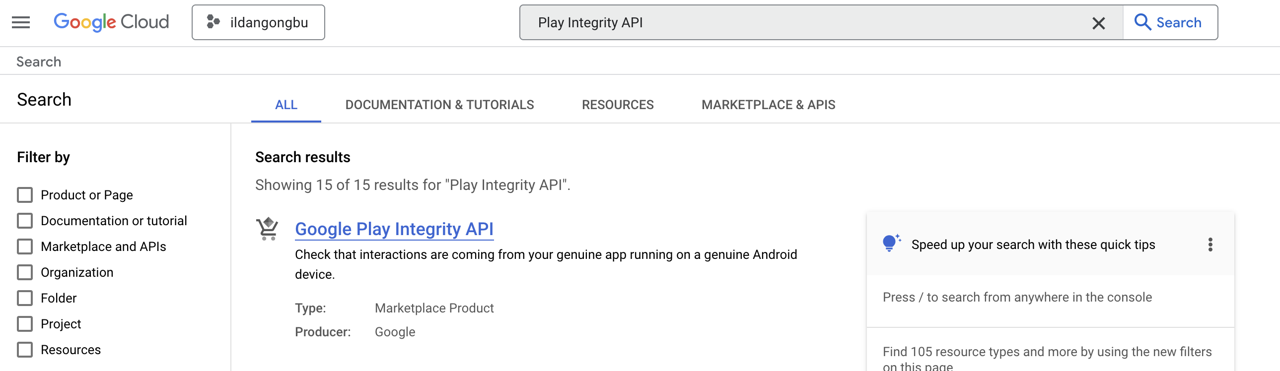 Google Cloud
ildangongbu
Play Integrity API
Search
Search
Search
ALL
DOCUMENTATION & TUTORIALS
RESOURCES
MARKETPLACE & APIS
Filter by
Product or Page
Documentation or tutorial
Marketplace and APIs
Organization
Folder
Project
Resources
Search results
Showing 15 of 15 results for "Play Integrity API".
Google Play Integrity API
Check that interactions are coming from your genuine app running on a genuine Android
device.
Type: Marketplace Product
Producer: Google
Speed up your search with these quick tips
Press / to search from anywhere in the console
Find 105 resource types and more by using the new filters
on this page